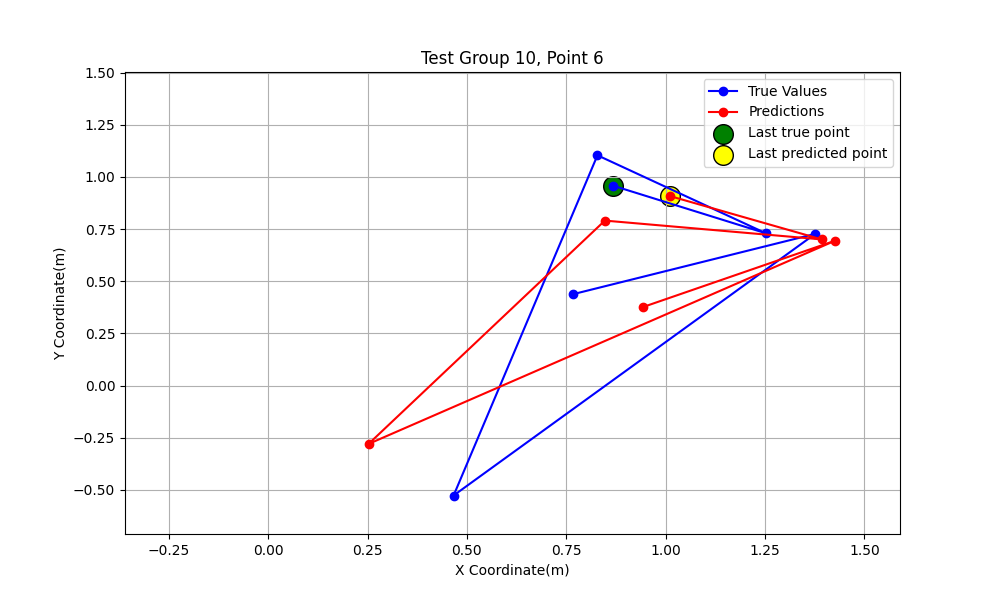 Test Group 10, Point 6
True Values
Predictions
Last true point
Last predicted point
Y Coordinate(m)
1.50
1.25
1.00
0.75
0.50
0.25
0.00
−0.25
−0.50
−0.25
0.00
0.25
0.50
0.75
1.00
1.25
1.50
X Coordinate(m)